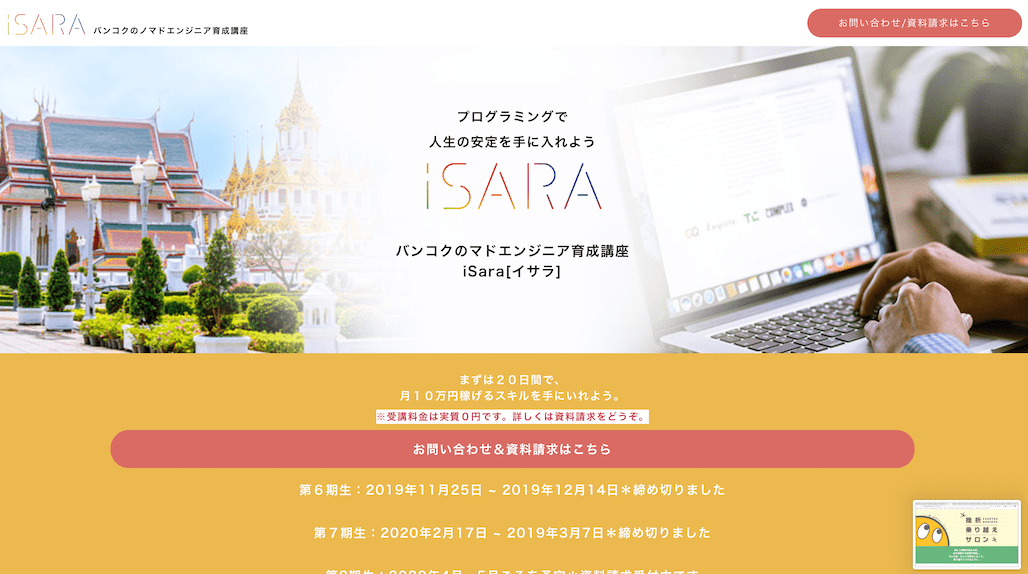 iSARA バンコクのノマドエンジニア育成講座
お問い合わせ/資料請求はこちら
プログラミングで
人生の安定を手に入れよう
iSARA
バンコクのマドエンジニア育成講座
iSara[イサラ]
まずは２０日間で、
月１０万円稼げるスキルを手にいれよう。
※受講料金は実質０円です。詳しくは資料請求をどうぞ。
お問い合わせ＆資料請求はこちら
第６期生：2019年11月25日 ~ 2019年12月14日＊締め切りました
第７期生：2020年2月17日 ~ 2019年3月7日＊締め切りました
挫折
乗り越え
サロン